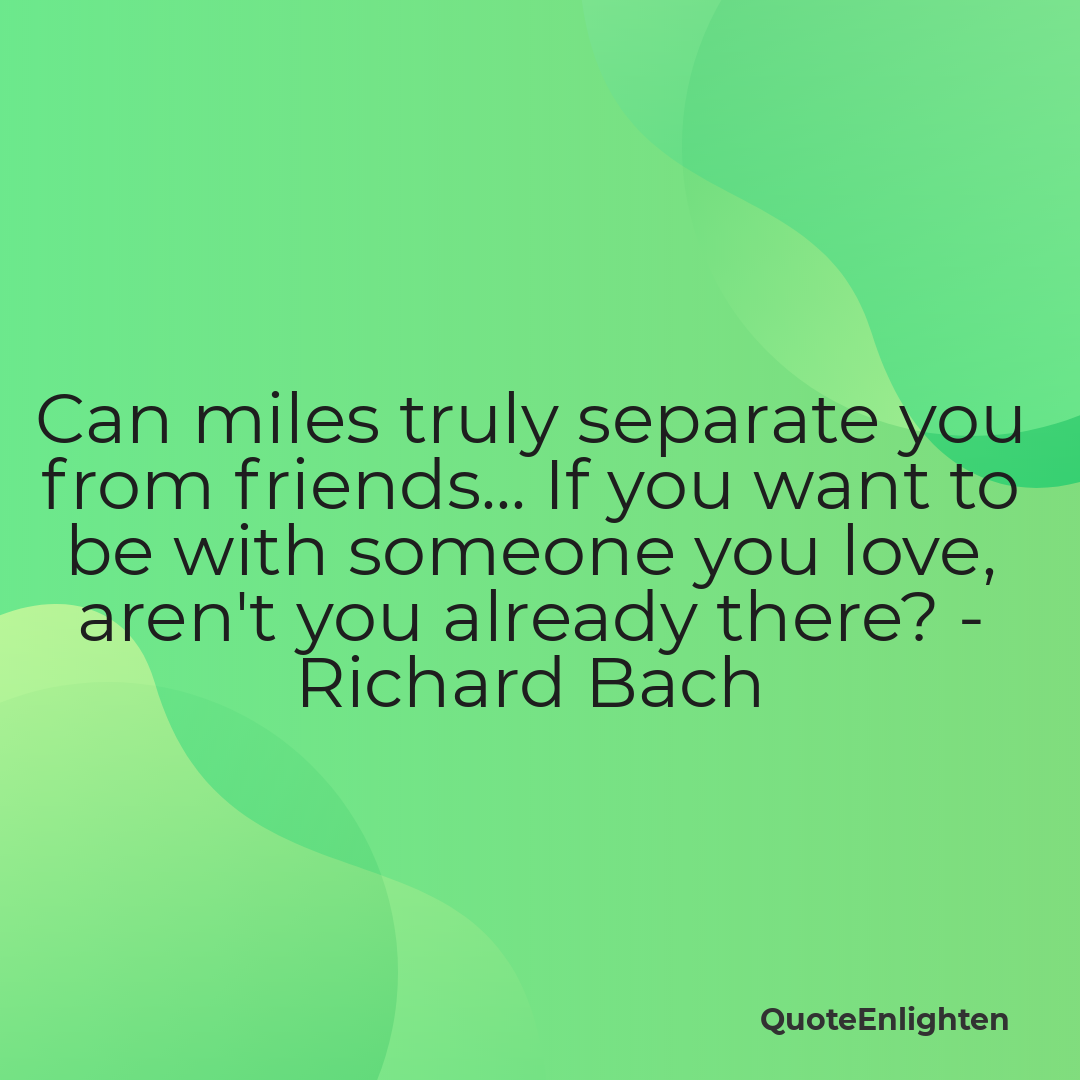 Can miles truly separate you
from friends... If you want to
be with someone you love,
aren't you already there? -
Richard Bach
QuoteEnlighten